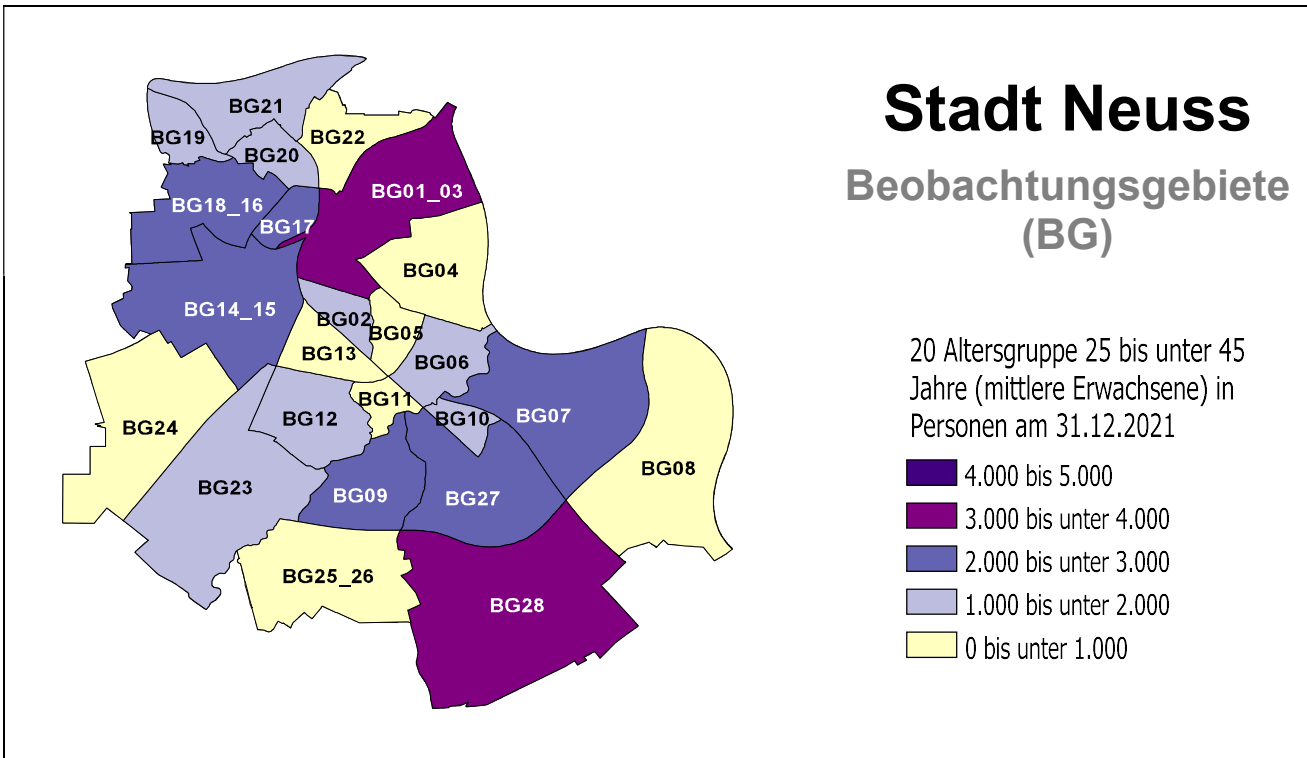 Stadt Neuss
Beobachtungsgebiete
(BG)
BG21
BG19
BG22
BG20
BG01_03
BG18_16
BG17
BG04
BG14_15
BG02
BG05
BG13
BG06
BG11
BG07
BG10
BG12
BG24
BG08
BG23
BG09
BG27
BG25_26
BG28
20 Altersgruppe 25 bis unter 45
Jahre (mittlere Erwachsene) in
Personen am 31.12.2021
4.000 bis 5.000
3.000 bis unter 4.000
2.000 bis unter 3.000
1.000 bis unter 2.000
0 bis unter 1.000